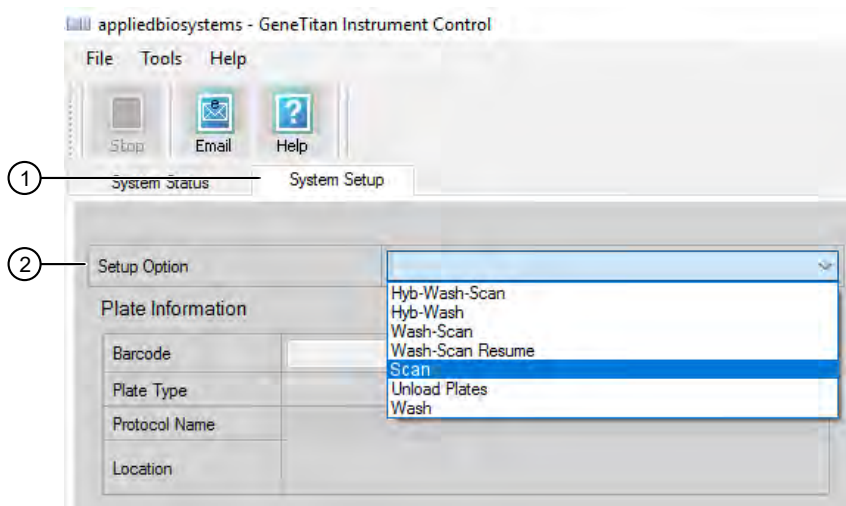 appliedbiosystems - GeneTitan Instrument Control
File Tools Help
Stop Email Help
1 System Status System Setup
2 Setup Option
Hyb-Wash-Scan
Hyb-Wash
Wash-Scan
Wash-Scan Resume
Scan
Unload Plates
Wash
Plate Information
Barcode
Plate Type
Protocol Name
Location